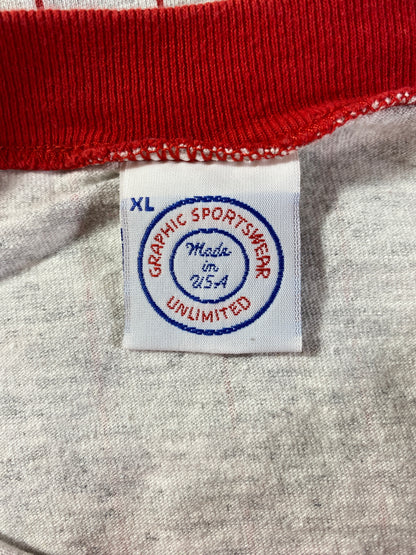 XL
GRAPHIC SPORTSWEAR
Made
in
USA
UNLIMITED